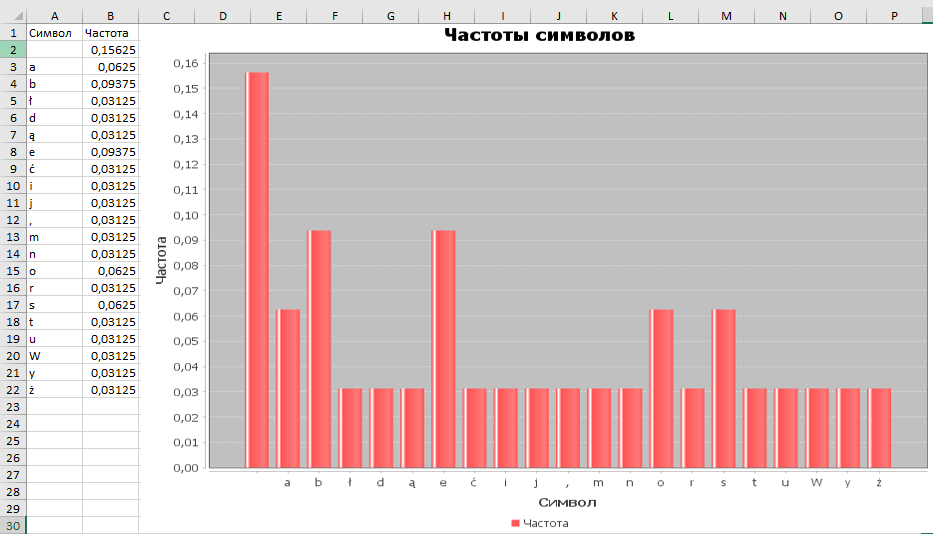 A B C D E F G H I J K L M N O P
1 Символ Частота
2 0,15625
3 a 0,0625
4 b 0,09375
5 ł 0,03125
6 d 0,03125
7 ą 0,03125
8 e 0,09375
9 ć 0,03125
10 i 0,03125
11 j 0,03125
12 , 0,03125
13 m 0,03125
14 n 0,03125
15 o 0,0625
16 r 0,03125
17 s 0,0625
18 t 0,03125
19 u 0,03125
20 W 0,03125
21 y 0,03125
22 ż 0,03125
23
24
25
26
27
28
29
30
Частоты символов
0,16
0,15
0,14
0,13
0,12
0,11
0,10
0,09
0,08
0,07
0,06
0,05
0,04
0,03
0,02
0,01
0,00
Частота
a b ł d ą e ć i j , m n o r s t u W y ż
Символ
Частота